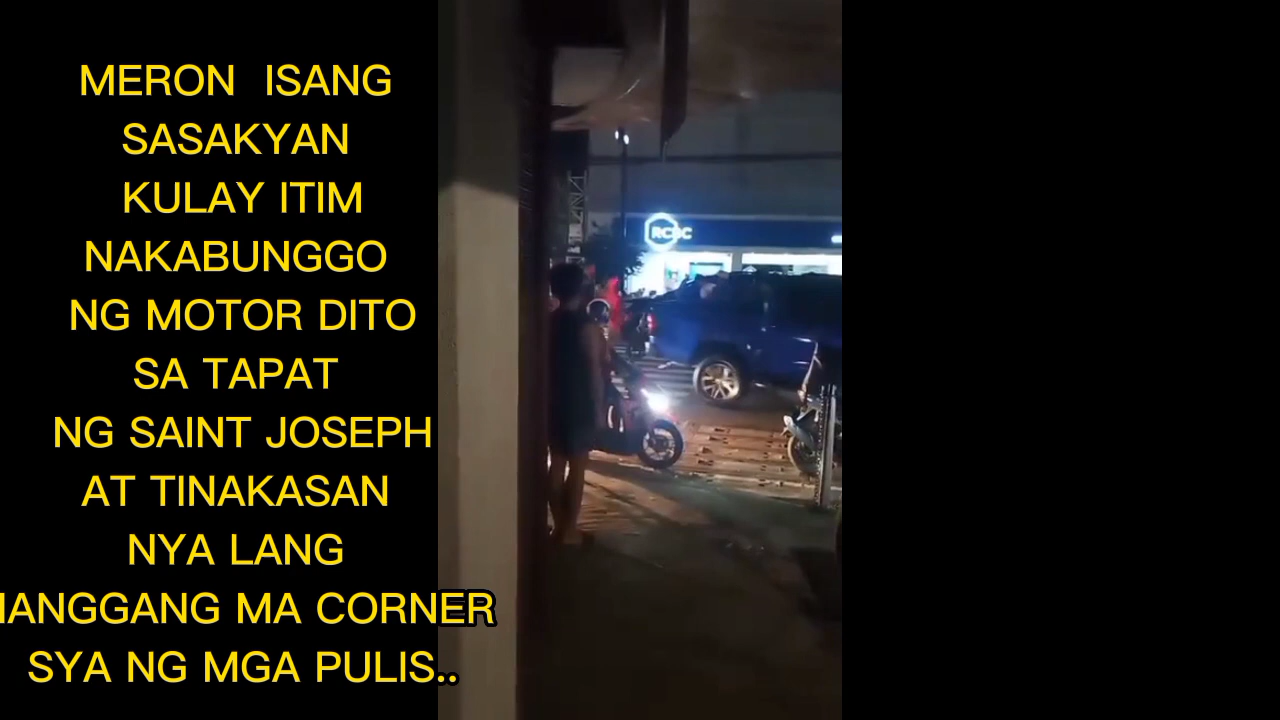 MERON ISANG
SASAKYAN
KULAY ITIM
NAKABUNGGO
NG MOTOR DITO
SA TAPAT
NG SAINT JOSEPH
AT TINAKASAN
NYA LANG
HANGGANG MA CORNER
SYA NG MGA PULIS..
RCBC